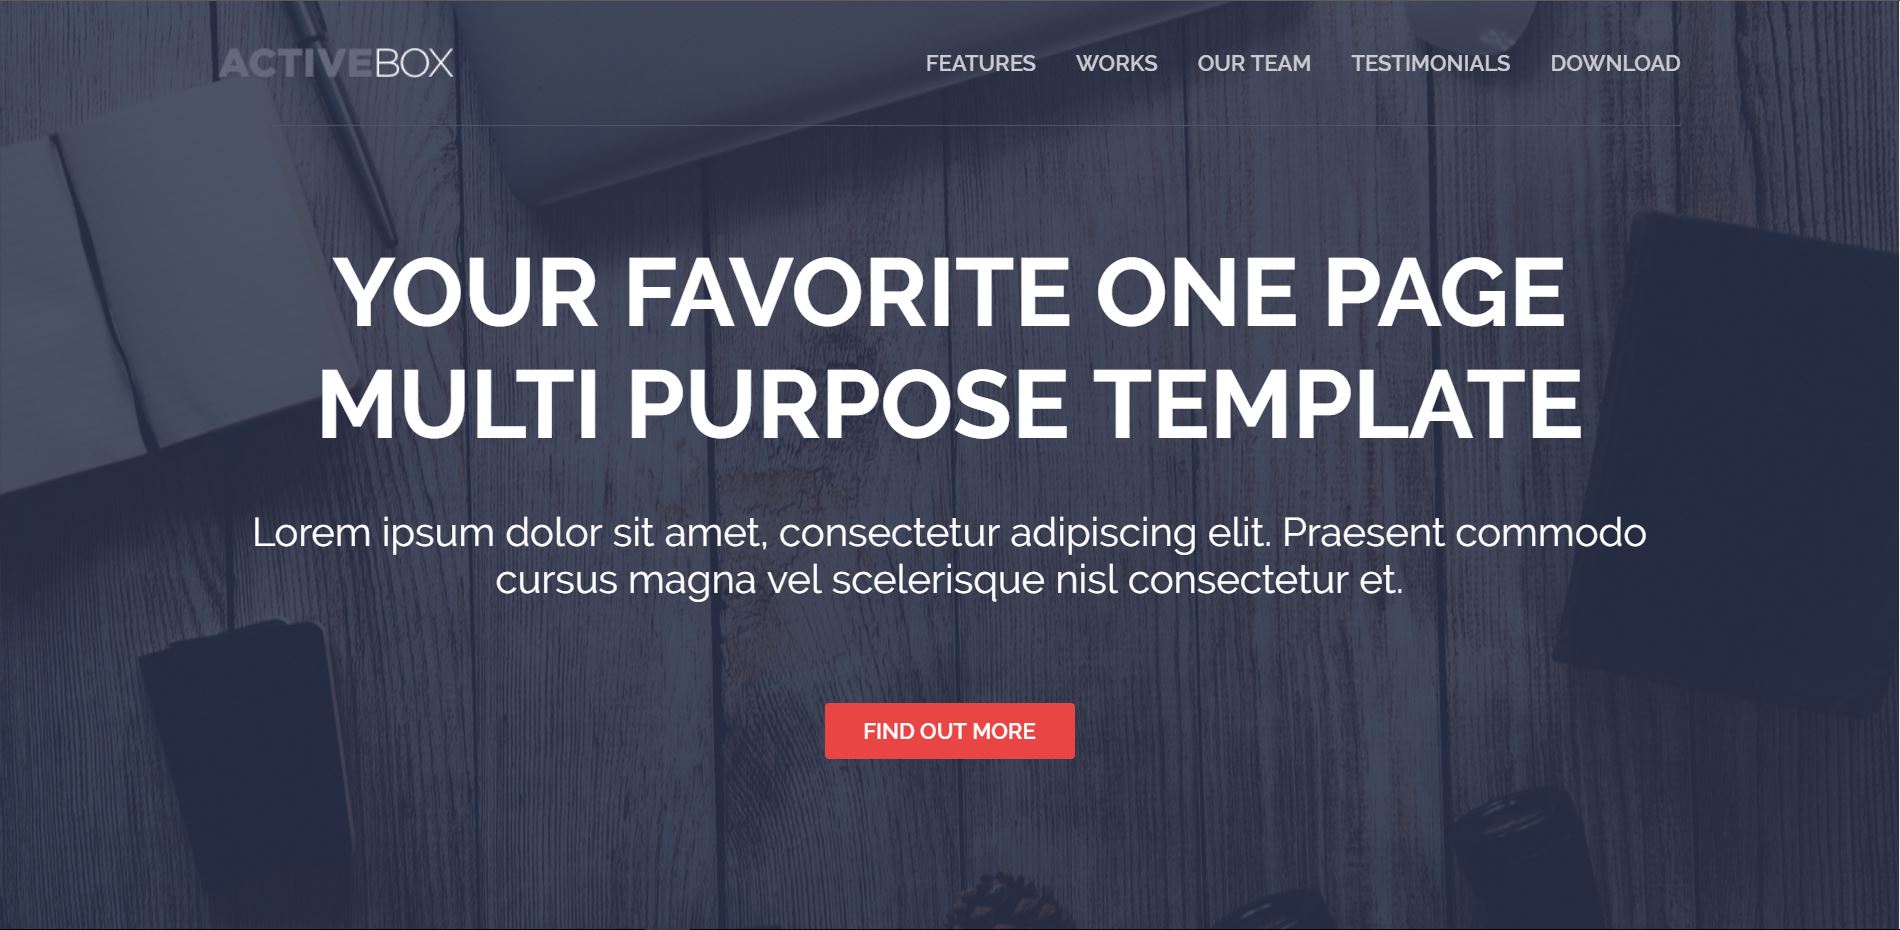 ACTIVEBOX
FEATURES WORKS OUR TEAM TESTIMONIALS DOWNLOAD
YOUR FAVORITE ONE PAGE
MULTI PURPOSE TEMPLATE
Lorem ipsum dolor sit amet, consectetur adipiscing elit. Praesent commodo
cursus magna vel scelerisque nisl consectetur et.
FIND OUT MORE